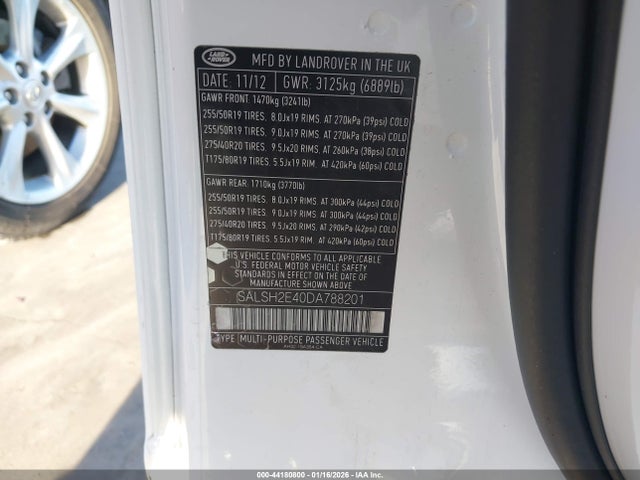 LAND ROVER
MFD BY LANDROVER IN THE UK
DATE: 11/12 GWR: 3125kg (6889lb)
GAWR FRONT: 1470kg (3241lb)
255/50R19 TIRES. 8.0Jx19 RIMS. AT 270kPa (39psi) COLD
255/50R19 TIRES. 9.0Jx19 RIMS. AT 270kPa (39psi) COLD
275/40R20 TIRES. 9.5Jx20 RIMS. AT 260kPa (38psi) COLD
T175/80R19 TIRES. 5.5Jx19 RIM. AT 420kPa (60psi) COLD
GAWR REAR: 1710kg (3770lb)
255/50R19 TIRES. 8.0Jx19 RIMS. AT 300kPa (44psi) COLD
255/50R19 TIRES. 9.0Jx19 RIMS. AT 300kPa (44psi) COLD
275/40R20 TIRES. 9.5Jx20 RIMS. AT 290kPa (42psi) COLD
T175/80R19 TIRES. 5.5Jx19 RIM. AT 420kPa (60psi) COLD
THIS VEHICLE CONFORMS TO ALL APPLICABLE
U.S. FEDERAL MOTOR VEHICLE SAFETY
STANDARDS IN EFFECT ON THE DATE OF
MANUFACTURE SHOWN ABOVE
SALSH2E40DA788201
TYPE: MULTI-PURPOSE PASSENGER VEHICLE
000-44180800 - 01/16/2026 - IAAI.COM